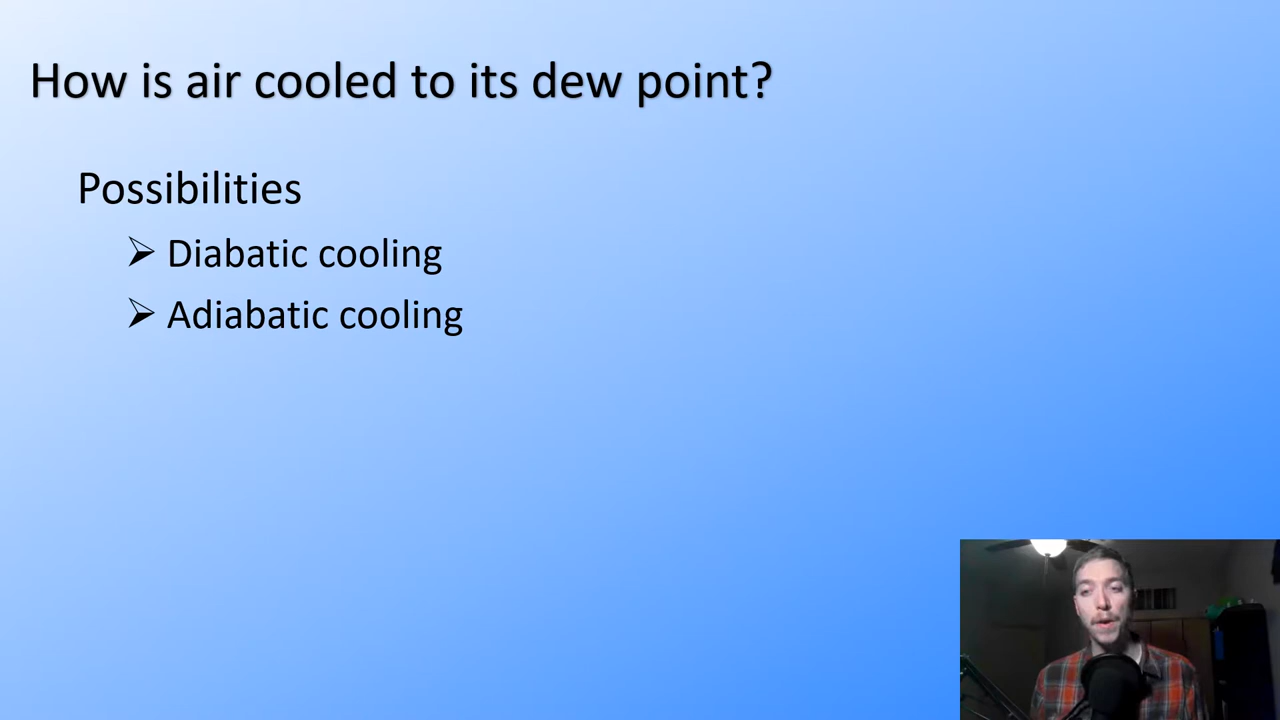 How is air cooled to its dew point?
Possibilities
➢ Diabatic cooling
➢ Adiabatic cooling